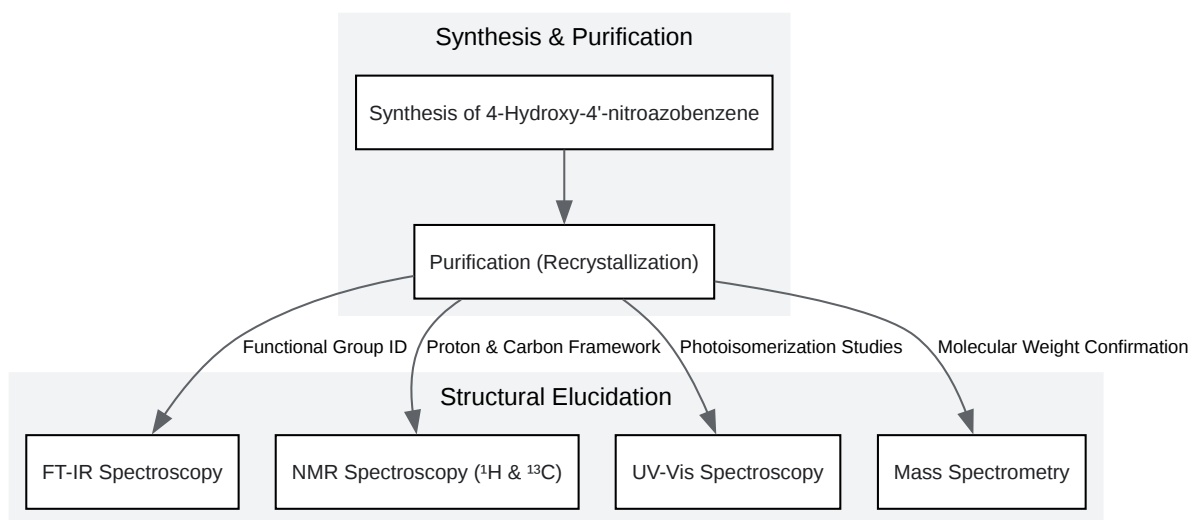 Synthesis & Purification
Synthesis of 4-Hydroxy-4'-nitroazobenzene
Purification (Recrystallization)
Functional Group ID
Proton & Carbon Framework
Photoisomerization Studies
Molecular Weight Confirmation
Structural Elucidation
FT-IR Spectroscopy
NMR Spectroscopy (¹H & ¹³C)
UV-Vis Spectroscopy
Mass Spectrometry